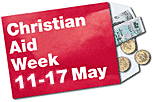 Christian
Aid
Week
11-17 May